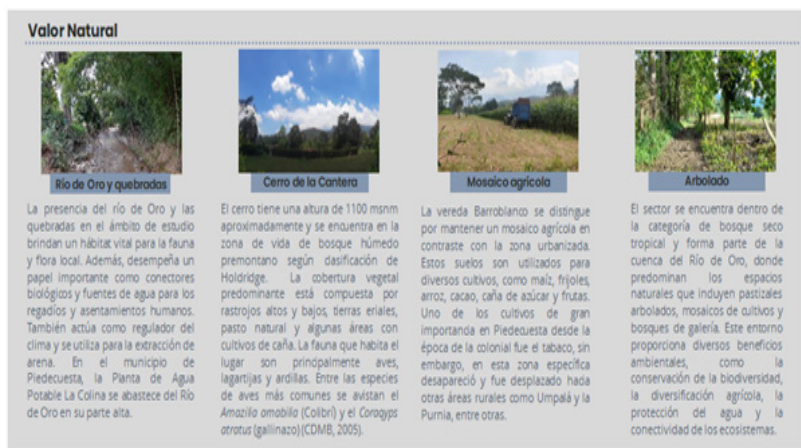 Valor Natural
Río de Oro y quebradas
La presencia del río de Oro y las
quebradas en el ámbito de estudio
brindan un hábitat vital para la fauna
y flora local. Además, desempeña un
papel importante como conectores
biológicos y fuentes de agua para los
regadíos y asentamientos humanos.
También actúa como regulador del
clima y se utiliza para la extracción de
arena. En el municipio de
Piedecuesta, la Planta de Agua
Potable La Colina se abastece del Río
de Oro en su parte alta.
Cerro de la Cantera
El cerro tiene una altura de 1100 msnm
aproximadamente y se encuentra en la
zona de vida de bosque húmedo
premontano según clasificación de
Holdridge. La cobertura vegetal
predominante está compuesta por
rastrojos altos y bajos, tierras eriales,
pasto natural y algunas áreas con
cultivos de caña. La fauna que habita el
lugar son principalmente aves,
lagartijas y ardillas. Entre las especies
de aves más comunes se avistan el
Amazilia amabilia (Colibrí) y el Coragyps
atratus (gallinazo) (CDMB, 2005).
Mosaico agrícola
La vereda Barroblanco se distingue
por mantener un mosaico agrícola en
contraste con la zona urbanizada.
Estos suelos son utilizados para
diversos cultivos, como maíz, frijoles,
arroz, cacao, caña de azúcar y frutas.
Uno de los cultivos de gran
importancia en Piedecuesta desde la
época de la colonial fue el tabaco, sin
embargo, en esta zona específica
desapareció y fue desplazado hacia
otras áreas rurales como Umpalá y la
Purnia, entre otras.
Arbolado
El sector se encuentra dentro de
la categoría de bosque seco
tropical y forma parte de la
cuenca del Río de Oro, donde
predominan los espacios
naturales que incluyen pastizales
arbolados, mosaicos de cultivos y
bosques de galería. Este entorno
proporciona diversos beneficios
ambientales, como la
conservación de la biodiversidad,
la diversificación agrícola, la
protección del agua y la
conectividad de los ecosistemas.